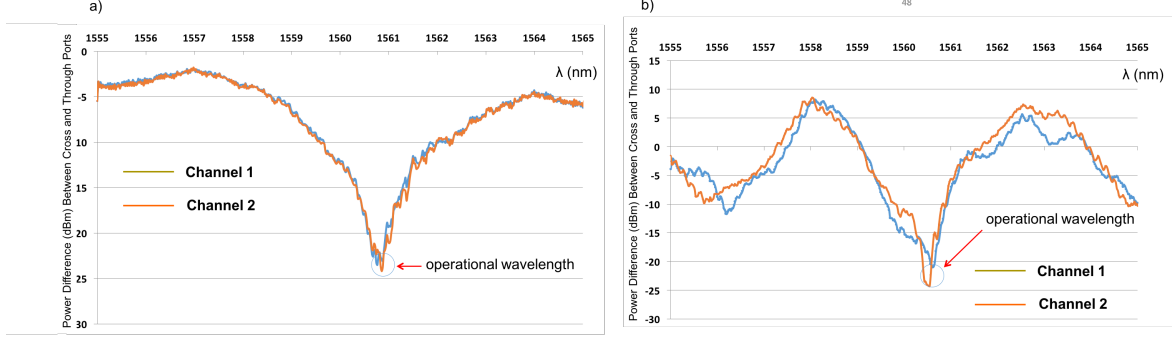 a)
1555 1556 1557 1558 1559 1560 1561 1562 1563 1564 1565
λ (nm)
0
-5
10
15
20
25
30
Power Difference (dBm) Between Cross and Through Ports
Channel 1
Channel 2
operational wavelength
b)
48
1555 1556 1557 1558 1559 1560 1561 1562 1563 1564 1565
λ (nm)
15
10
5
0
-5
-10
-15
-20
-25
-30
Power Difference (dBm) Between Cross and Through Ports
operational wavelength
Channel 1
Channel 2